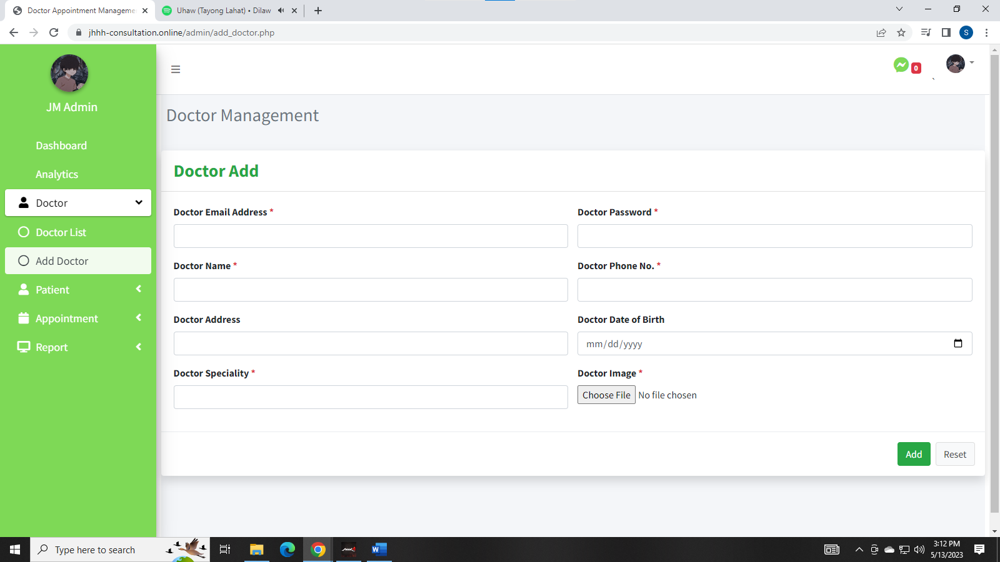 Doctor Appointment Manageme
Uhaw (Tayong Lahat) • Dilaw
jhhh-consultation.online/admin/add_doctor.php
S
JM Admin
0
Dashboard
Analytics
Doctor
Doctor List
Add Doctor
Patient
Appointment
Report
Doctor Management
Doctor Add
Doctor Email Address *
Doctor Password *
Doctor Name *
Doctor Phone No. *
Doctor Address
Doctor Date of Birth
mm/dd/yyyy
Doctor Speciality *
Doctor Image *
Choose File No file chosen
Add
Reset
Type here to search
3:12 PM
5/13/2023